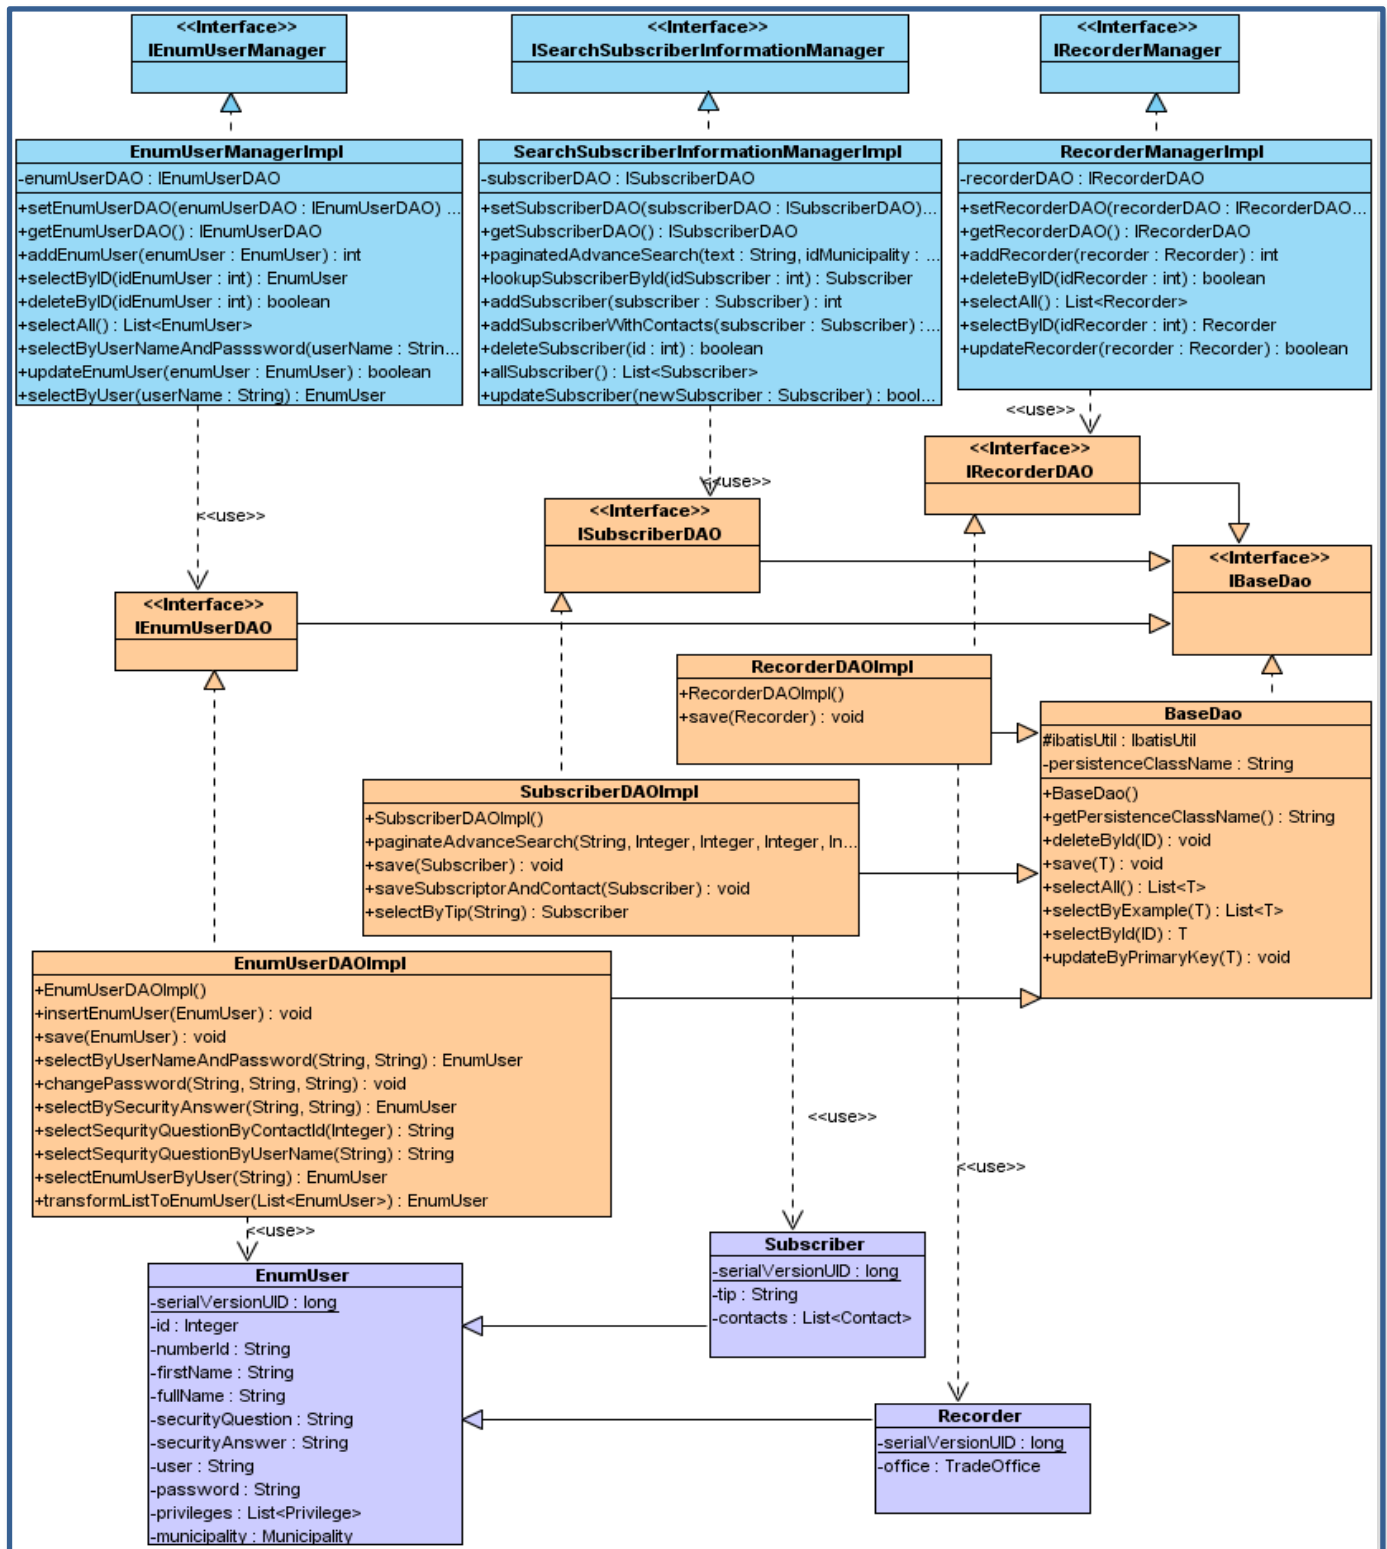 <<Interface>>
IEnumUserManager
<<Interface>>
ISearchSubscriberInformationManager
<<Interface>>
IRecorderManager
EnumUserManagerImpl
-enumUserDAO : IEnumUserDAO
+setEnumUserDAO(enumUserDAO : IEnumUserDAO) ...
+getEnumUserDAO() : IEnumUserDAO
+addEnumUser(enumUser : EnumUser) : int
+selectByID(idEnumUser : int) : EnumUser
+deleteByID(idEnumUser : int) : boolean
+selectAll() : List<EnumUser>
+selectByUserNameAndPasssword(userName : Strin...
+updateEnumUser(enumUser : EnumUser) : boolean
+selectByUser(userName : String) : EnumUser
SearchSubscriberInformationManagerImpl
-subscriberDAO : ISubscriberDAO
+setSubscriberDAO(subscriberDAO : ISubscriberDAO)...
+getSubscriberDAO() : ISubscriberDAO
+paginatedAdvanceSearch(text : String, idMunicipality : ...
+lookupSubscriberById(idSubscriber : int) : Subscriber
+addSubscriber(subscriber : Subscriber) : int
+addSubscriberWithContacts(subscriber : Subscriber) : ...
+deleteSubscriber(id : int) : boolean
+allSubscriber() : List<Subscriber>
+updateSubscriber(newSubscriber : Subscriber) : bool...
RecorderManagerImpl
-recorderDAO : IRecorderDAO
+setRecorderDAO(recorderDAO : IRecorderDAO...
+getRecorderDAO() : IRecorderDAO
+addRecorder(recorder : Recorder) : int
+deleteByID(idRecorder : int) : boolean
+selectAll() : List<Recorder>
+selectByID(idRecorder : int) : Recorder
+updateRecorder(recorder : Recorder) : boolean
<<use>>
<<use>>
<<use>>
<<Interface>>
IRecorderDAO
<<Interface>>
ISubscriberDAO
<<Interface>>
IBaseDao
<<Interface>>
IEnumUserDAO
RecorderDAOImpl
+RecorderDAOImpl()
+save(Recorder) : void
BaseDao
#ibatisUtil : IbatisUtil
-persistenceClassName : String
+BaseDao()
+getPersistenceClassName() : String
+deleteById(ID) : void
+save(T) : void
+selectAll() : List<T>
+selectByExample(T) : List<T>
+selectById(ID) : T
+updateByPrimaryKey(T) : void
SubscriberDAOImpl
+SubscriberDAOImpl()
+paginateAdvanceSearch(String, Integer, Integer, Integer, In...
+save(Subscriber) : void
+saveSubscriptorAndContact(Subscriber) : void
+selectByTip(String) : Subscriber
EnumUserDAOImpl
+EnumUserDAOImpl()
+insertEnumUser(EnumUser) : void
+save(EnumUser) : void
+selectByUserNameAndPassword(String, String) : EnumUser
+changePassword(String, String, String) : void
+selectBySecurityAnswer(String, String) : EnumUser
+selectSequrityQuestionByContactId(Integer) : String
+selectSequrityQuestionByUserName(String) : String
+selectEnumUserByUser(String) : EnumUser
+transformListToEnumUser(List<EnumUser>) : EnumUser
<<use>>
<<use>>
<<use>>
Subscriber
-serialVersionUID : long
-tip : String
-contacts : List<Contact>
EnumUser
-serialVersionUID : long
-id : Integer
-numberId : String
-firstName : String
-fullName : String
-securityQuestion : String
-securityAnswer : String
-user : String
-password : String
-privileges : List<Privilege>
-municipality : Municipality
Recorder
-serialVersionUID : long
-office : TradeOffice